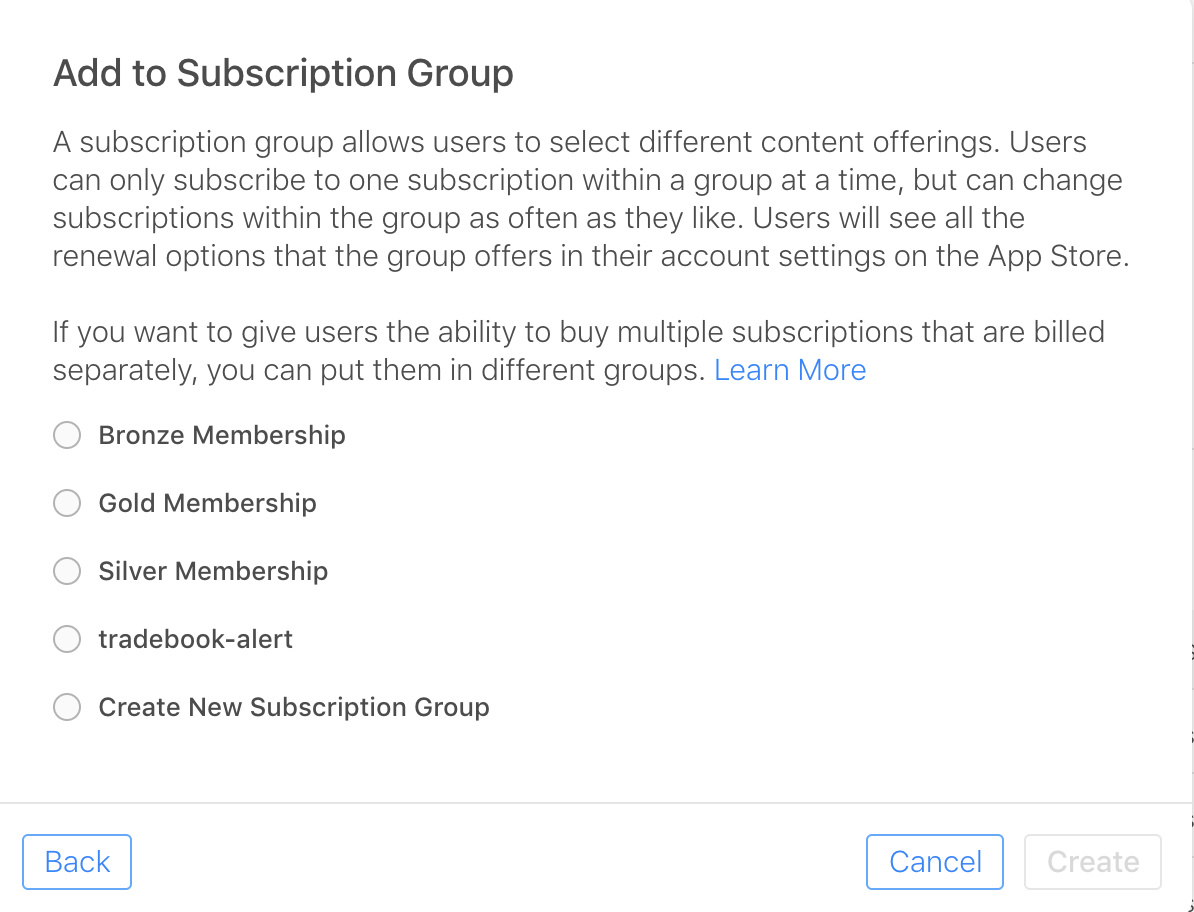 Add to Subscription Group
A subscription group allows users to select different content offerings. Users
can only subscribe to one subscription within a group at a time, but can change
subscriptions within the group as often as they like. Users will see all the
renewal options that the group offers in their account settings on the App Store.
If you want to give users the ability to buy multiple subscriptions that are billed
separately, you can put them in different groups. Learn More
Bronze Membership
Gold Membership
Silver Membership
tradebook-alert
Create New Subscription Group
Back
Cancel
Create